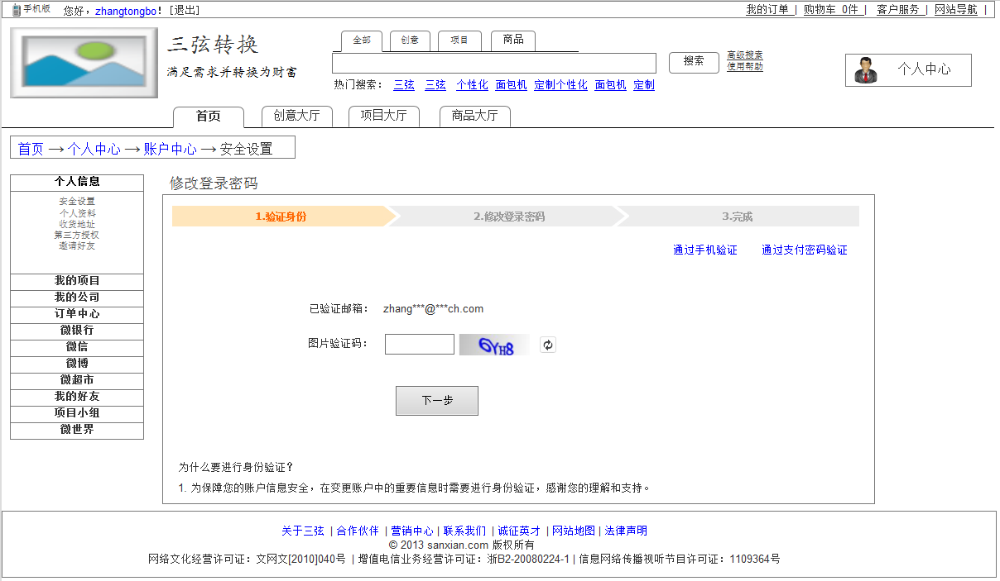 手机版 您好，zhangtongbo！[退出] 我的订单 | 购物车 0件 | 客户服务 | 网站导航 |
三弦转换
满足需求并转换为财富
全部 创意 项目 商品
搜索 高级搜索
使用帮助
个人中心
热门搜索： 三弦 三弦 个性化 面包机 定制个性化 面包机 定制
首页 创意大厅 项目大厅 商品大厅
首页 → 个人中心 → 账户中心 → 安全设置
个人信息
安全设置
个人资料
收货地址
第三方授权
邀请好友
我的项目
我的公司
订单中心
微银行
微信
微博
微超市
我的好友
项目小组
微世界
修改登录密码
1.验证身份 2.修改登录密码 3.完成
通过手机验证 通过支付密码验证
已验证邮箱： zhang***@***ch.com
图片验证码： 6YH8
下一步
为什么要进行身份验证？
1. 为保障您的账户信息安全，在变更账户中的重要信息时需要进行身份验证，感谢您的理解和支持。
关于三弦 | 合作伙伴 | 营销中心 | 联系我们 | 诚征英才 | 网站地图 | 法律声明
© 2013 sanxian.com 版权所有
网络文化经营许可证：文网文[2010]040号 | 增值电信业务经营许可证：浙B2-20080224-1 | 信息网络传播视听节目许可证：1109364号